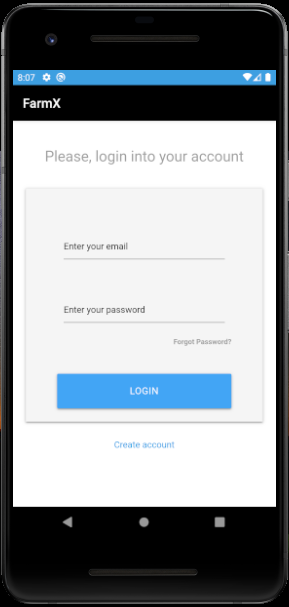 8:07
FarmX
Please, login into your account
Enter your email
Enter your password
Forgot Password?
LOGIN
Create account